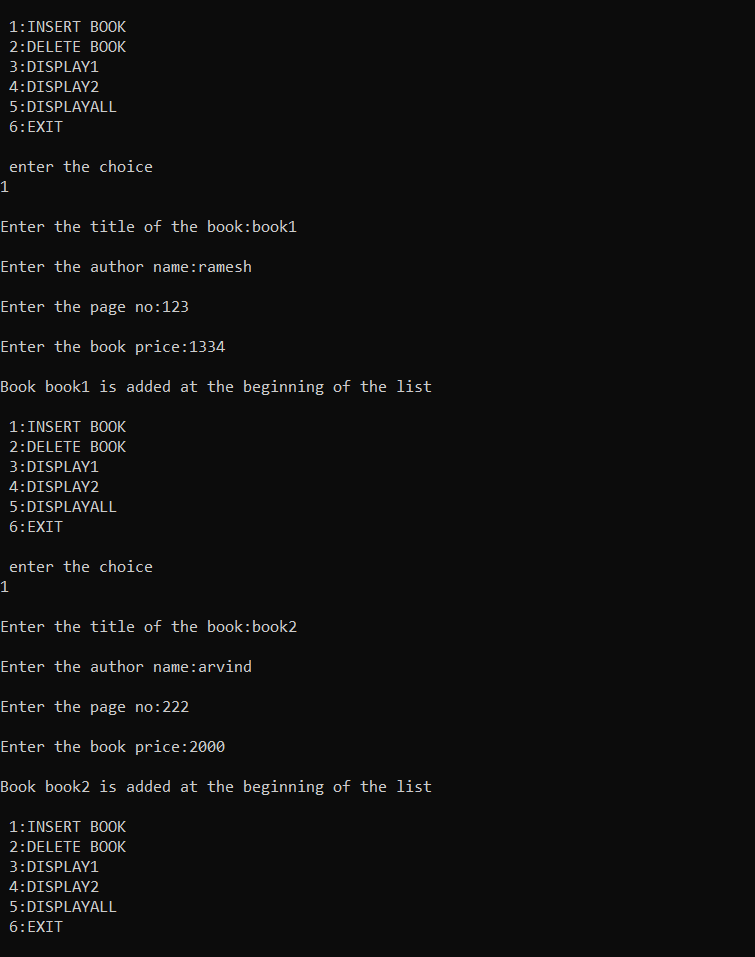 1:INSERT BOOK
2:DELETE BOOK
3:DISPLAY1
4:DISPLAY2
5:DISPLAYALL
6:EXIT
enter the choice
1
Enter the title of the book:book1
Enter the author name:ramesh
Enter the page no:123
Enter the book price:1334
Book book1 is added at the beginning of the list
1:INSERT BOOK
2:DELETE BOOK
3:DISPLAY1
4:DISPLAY2
5:DISPLAYALL
6:EXIT
enter the choice
1
Enter the title of the book:book2
Enter the author name:arvind
Enter the page no:222
Enter the book price:2000
Book book2 is added at the beginning of the list
1:INSERT BOOK
2:DELETE BOOK
3:DISPLAY1
4:DISPLAY2
5:DISPLAYALL
6:EXIT